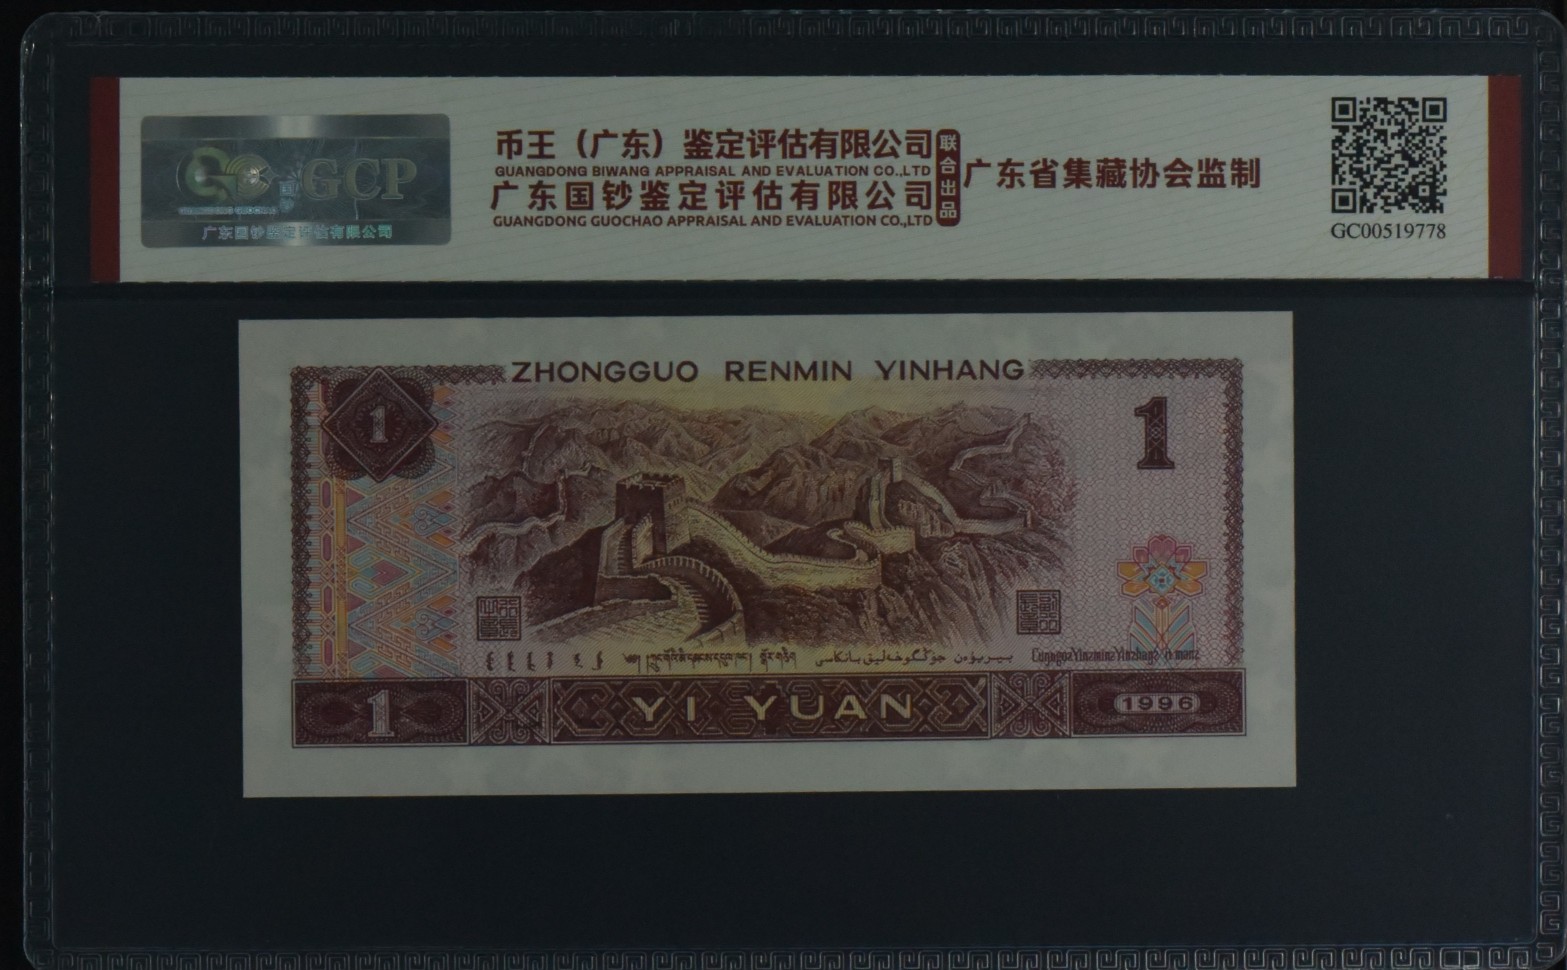 GCP
广东国钞鉴定评估有限公司
币王（广东）鉴定评估有限公司
GUANGDONG BIWANG APPRAISAL AND EVALUATION CO.,LTD
广东国钞鉴定评估有限公司
GUANGDONG GUOCHAO APPRAISAL AND EVALUATION CO.,LTD
联合出品
广东省集藏协会监制
GC00519778
ZHONGGUO RENMIN YINHANG
1
1
1
YI YUAN
1996